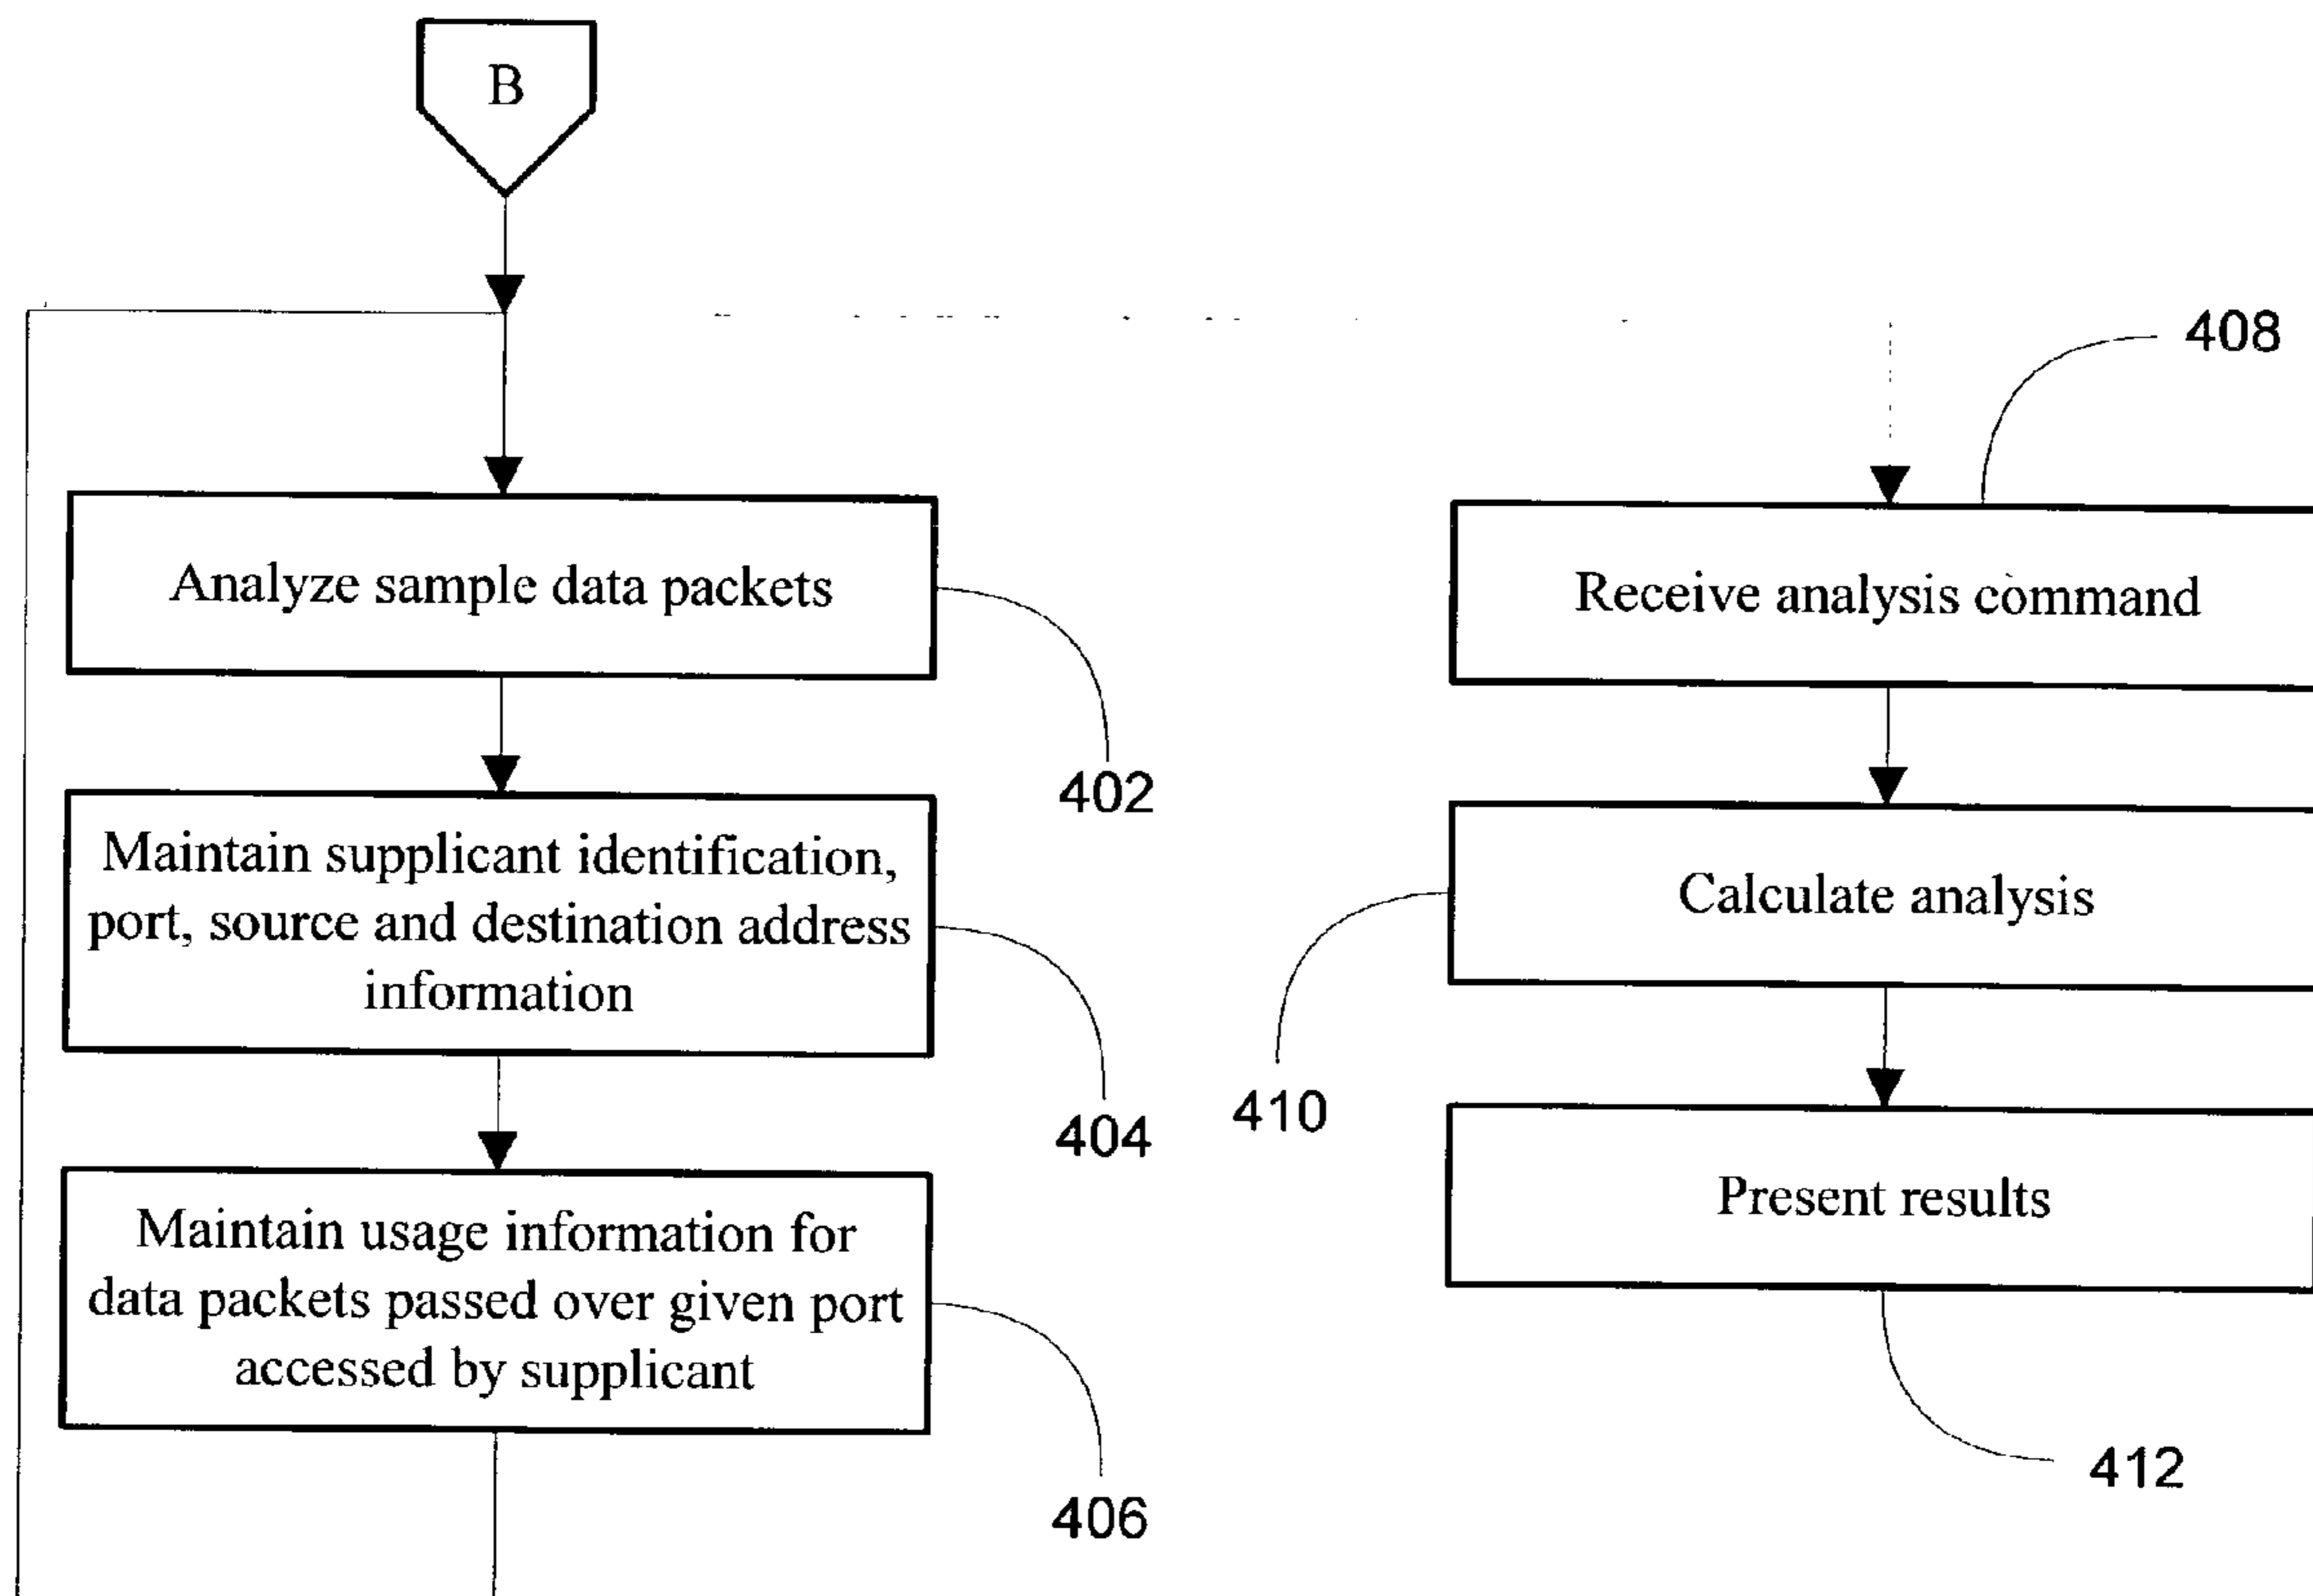 B
408
Analyze sample data packets
Receive analysis command
402
Maintain supplicant identification,
port, source and destination address
information
Calculate analysis
404
410
Maintain usage information for
data packets passed over given port
accessed by supplicant
Present results
406
412